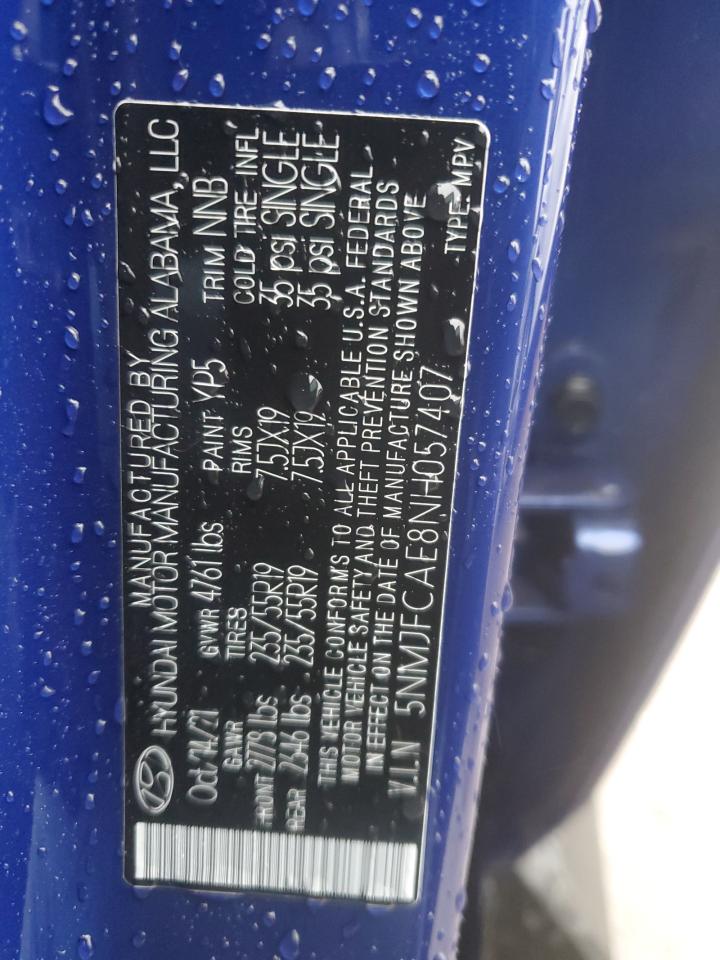 MANUFACTURED BY
HYUNDAI MOTOR MANUFACTURING ALABAMA, LLC
Oct/14/21 GVWR 4761 lbs PAINT YP5 TRIM NNB
GAWR TIRES RIMS COLD TIRE INFL
FRONT 2778 lbs 235/55R19 7.5JX19 35 psi SINGLE
REAR 2646 lbs 235/55R19 7.5JX19 35 psi SINGLE
THIS VEHICLE CONFORMS TO ALL APPLICABLE U.S.A. FEDERAL
MOTOR VEHICLE SAFETY AND THEFT PREVENTION STANDARDS
IN EFFECT ON THE DATE OF MANUFACTURE SHOWN ABOVE
V.I.N 5NMJFCAE8NH057407 TYPE: MPV